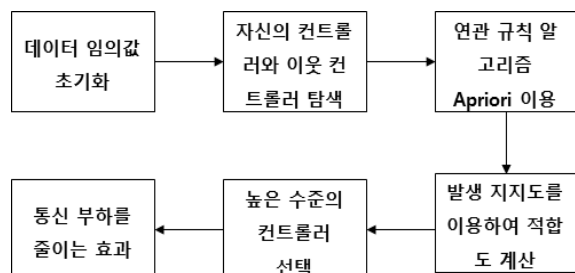 데이터 임의값
초기화
자신의 컨트롤
러와 이웃 컨
트롤러 탐색
연관 규칙 알
고리즘
Apriori 이용
발생 지지도를
이용하여 적합
도 계산
높은 수준의
컨트롤러
선택
통신 부하를
줄이는 효과